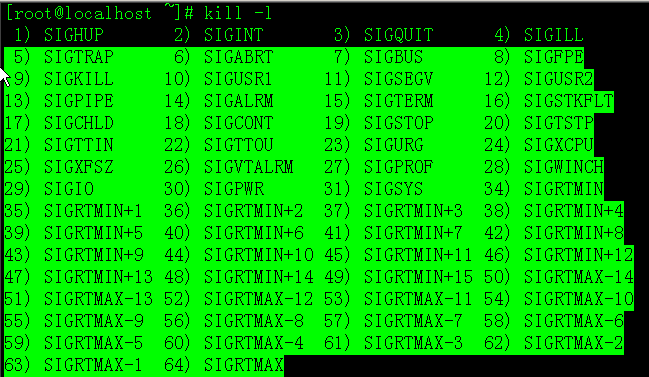 [root@localhost ~]# kill -l
 1) SIGHUP       2) SIGINT       3) SIGQUIT      4) SIGILL
 5) SIGTRAP      6) SIGABRT      7) SIGBUS       8) SIGFPE
 9) SIGKILL     10) SIGUSR1     11) SIGSEGV     12) SIGUSR2
13) SIGPIPE     14) SIGALRM     15) SIGTERM     16) SIGSTKFLT
17) SIGCHLD     18) SIGCONT     19) SIGSTOP     20) SIGTSTP
21) SIGTTIN     22) SIGTTOU     23) SIGURG      24) SIGXCPU
25) SIGXFSZ     26) SIGVTALRM   27) SIGPROF     28) SIGWINCH
29) SIGIO       30) SIGPWR      31) SIGSYS      34) SIGRTMIN
35) SIGRTMIN+1  36) SIGRTMIN+2  37) SIGRTMIN+3  38) SIGRTMIN+4
39) SIGRTMIN+5  40) SIGRTMIN+6  41) SIGRTMIN+7  42) SIGRTMIN+8
43) SIGRTMIN+9  44) SIGRTMIN+10 45) SIGRTMIN+11 46) SIGRTMIN+12
47) SIGRTMIN+13 48) SIGRTMIN+14 49) SIGRTMIN+15 50) SIGRTMAX-14
51) SIGRTMAX-13 52) SIGRTMAX-12 53) SIGRTMAX-11 54) SIGRTMAX-10
55) SIGRTMAX-9  56) SIGRTMAX-8  57) SIGRTMAX-7  58) SIGRTMAX-6
59) SIGRTMAX-5  60) SIGRTMAX-4  61) SIGRTMAX-3  62) SIGRTMAX-2
63) SIGRTMAX-1  64) SIGRTMAX